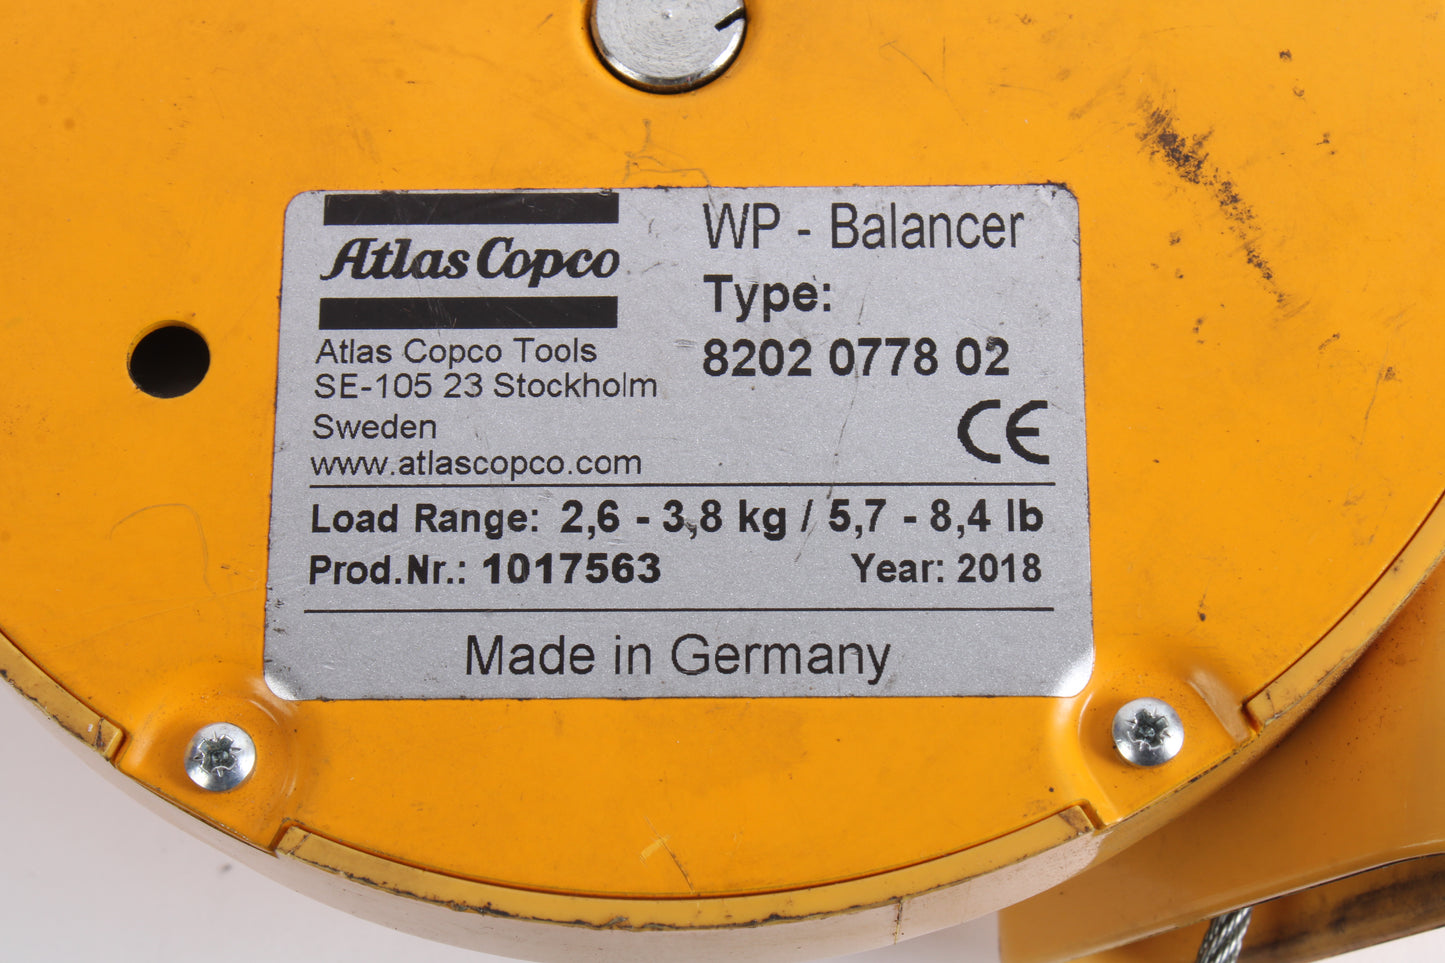 Atlas Copco
Atlas Copco Tools
SE-105 23 Stockholm
Sweden
www.atlascopco.com
WP - Balancer
Type:
8202 0778 02
CE
Load Range: 2,6 - 3,8 kg / 5,7 - 8,4 lb
Prod.Nr.: 1017563 Year: 2018
Made in Germany